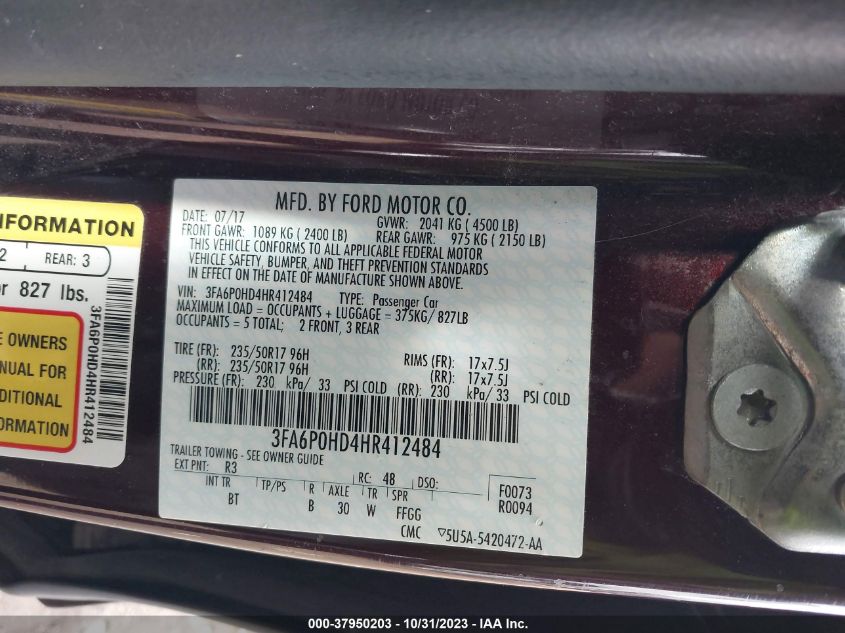 INFORMATION
2 REAR: 3
or 827 lbs.
E OWNERS
ANUAL FOR
DITIONAL
ORMATION
3FA6P0HD4HR412484
MFD. BY FORD MOTOR CO.
DATE: 07/17 GVWR: 2041 KG (4500 LB)
FRONT GAWR: 1089 KG (2400 LB) REAR GAWR: 975 KG (2150 LB)
THIS VEHICLE CONFORMS TO ALL APPLICABLE FEDERAL MOTOR
VEHICLE SAFETY, BUMPER, AND THEFT PREVENTION STANDARDS
IN EFFECT ON THE DATE OF MANUFACTURE SHOWN ABOVE.
VIN: 3FA6P0HD4HR412484 TYPE: Passenger Car
MAXIMUM LOAD = OCCUPANTS + LUGGAGE = 375KG/ 827LB
OCCUPANTS = 5 TOTAL; 2 FRONT, 3 REAR
TIRE (FR): 235/50R17 96H RIMS (FR): 17x7.5J
(RR): 235/50R17 96H (RR): 17x7.5J
PRESSURE (FR): 230 kPa/ 33 PSI COLD (RR): 230 kPa/ 33 PSI COLD
3FA6P0HD4HR412484
TRAILER TOWING - SEE OWNER GUIDE
EXT PNT: R3 RC: 48 DSO: F0073
INT TR TP/PS R AXLE TR SPR R0094
BT B 30 W FFGG
CMC ▽5U5A-5420472-AA
000-37950203 - 10/31/2023 - IAA Inc.